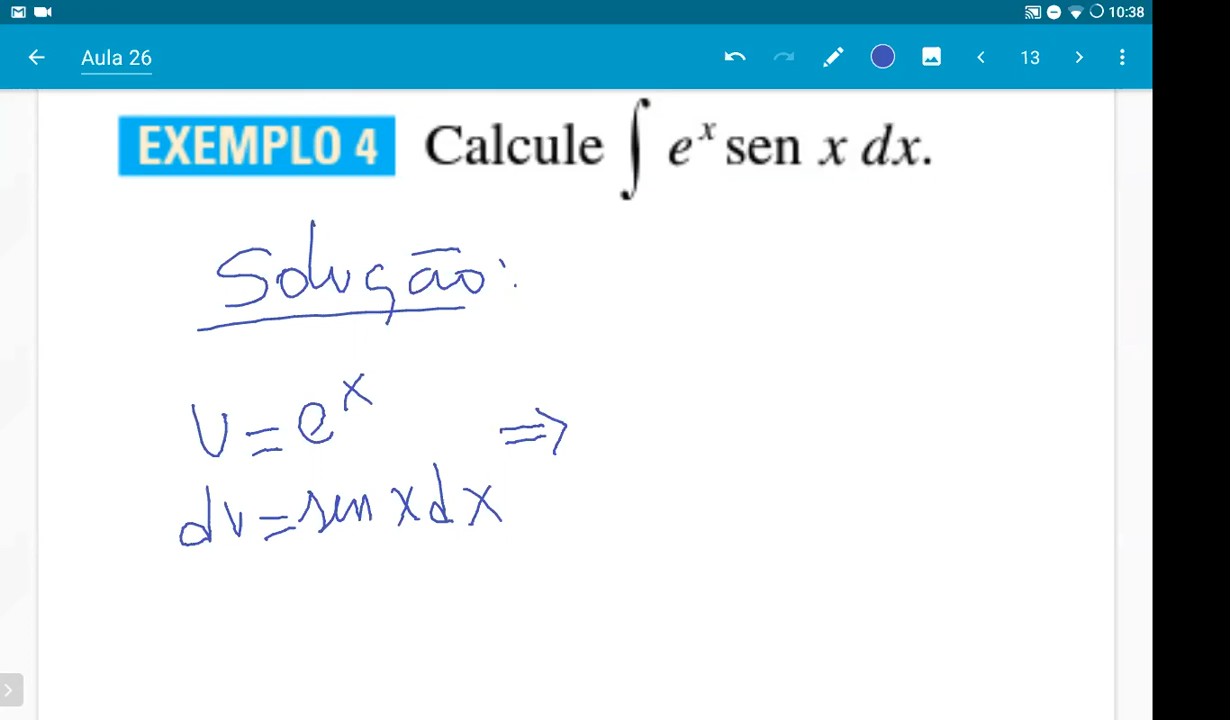 10:38
Aula 26
13
EXEMPLO 4 Calcule ∫ eˣ sen x dx.
Solução:
u = eˣ ⇒
dv = sen x dx